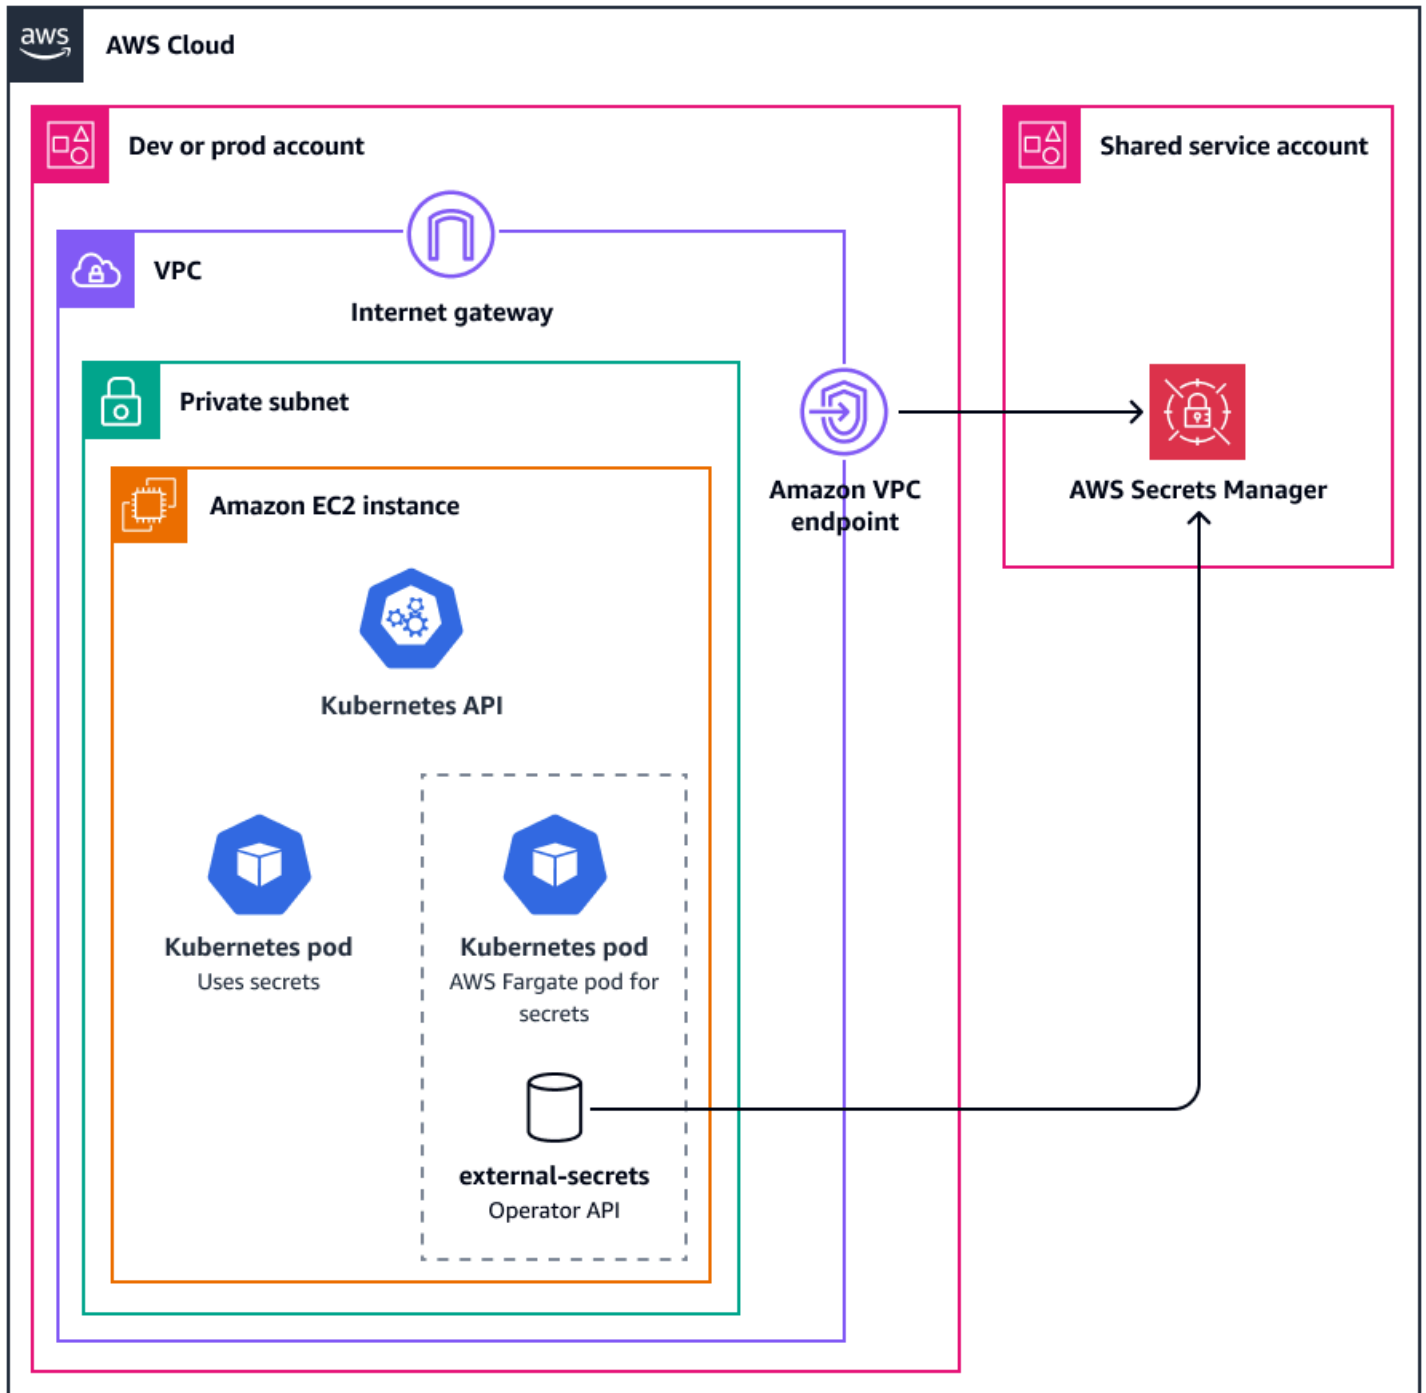 aws
AWS Cloud
Dev or prod account
Shared service account
VPC
Internet gateway
Private subnet
Amazon EC2 instance
Amazon VPC
endpoint
AWS Secrets Manager
Kubernetes API
Kubernetes pod
Uses secrets
Kubernetes pod
AWS Fargate pod for
secrets
external-secrets
Operator API